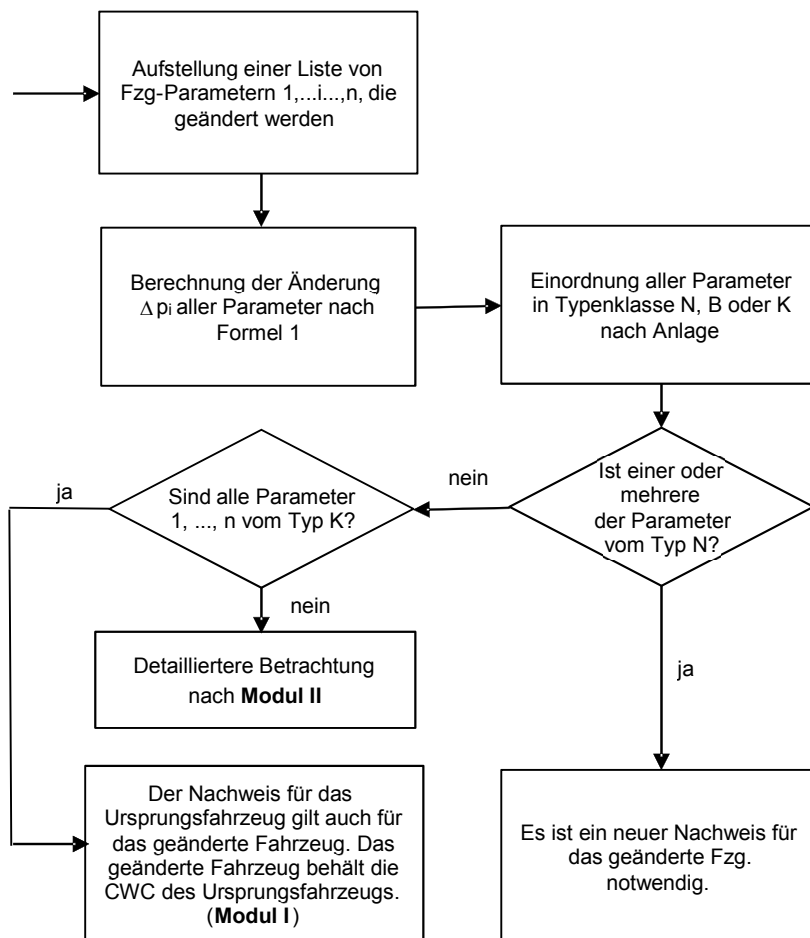 Aufstellung einer Liste von
Fzg-Parametern 1,...i...,n, die
geändert werden
Berechnung der Änderung
Δ pi aller Parameter nach
Formel 1
Einordnung aller Parameter
in Typenklasse N, B oder K
nach Anlage
Ist einer oder
mehrere
der Parameter
vom Typ N?
nein
Sind alle Parameter
1, ..., n vom Typ K?
ja
nein
Detailliertere Betrachtung
nach Modul II
ja
Der Nachweis für das
Ursprungsfahrzeug gilt auch für
das geänderte Fahrzeug. Das
geänderte Fahrzeug behält die
CWC des Ursprungsfahrzeugs.
(Modul I)
Es ist ein neuer Nachweis für
das geänderte Fzg.
notwendig.